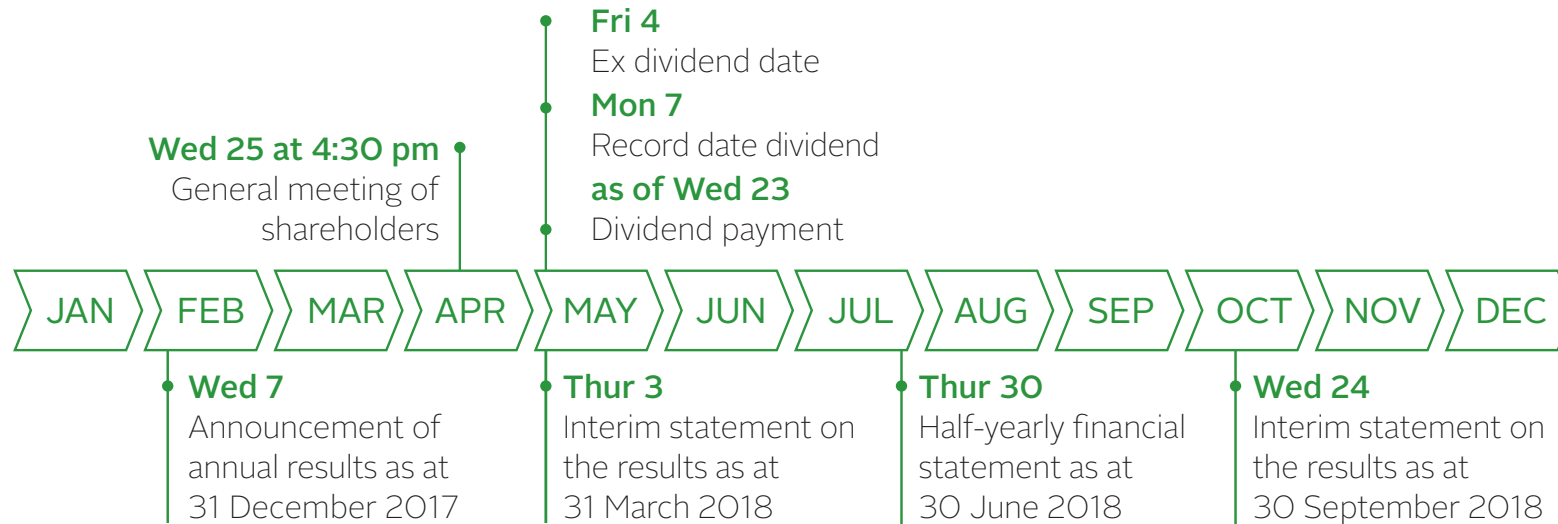 Fri 4
Ex dividend date
Mon 7
Record date dividend
as of Wed 23
Dividend payment
Wed 25 at 4:30 pm
General meeting of
shareholders
JAN FEB MAR APR MAY JUN JUL AUG SEP OCT NOV DEC
Wed 7
Announcement of
annual results as at
31 December 2017
Thur 3
Interim statement on
the results as at
31 March 2018
Thur 30
Half-yearly financial
statement as at
30 June 2018
Wed 24
Interim statement on
the results as at
30 September 2018